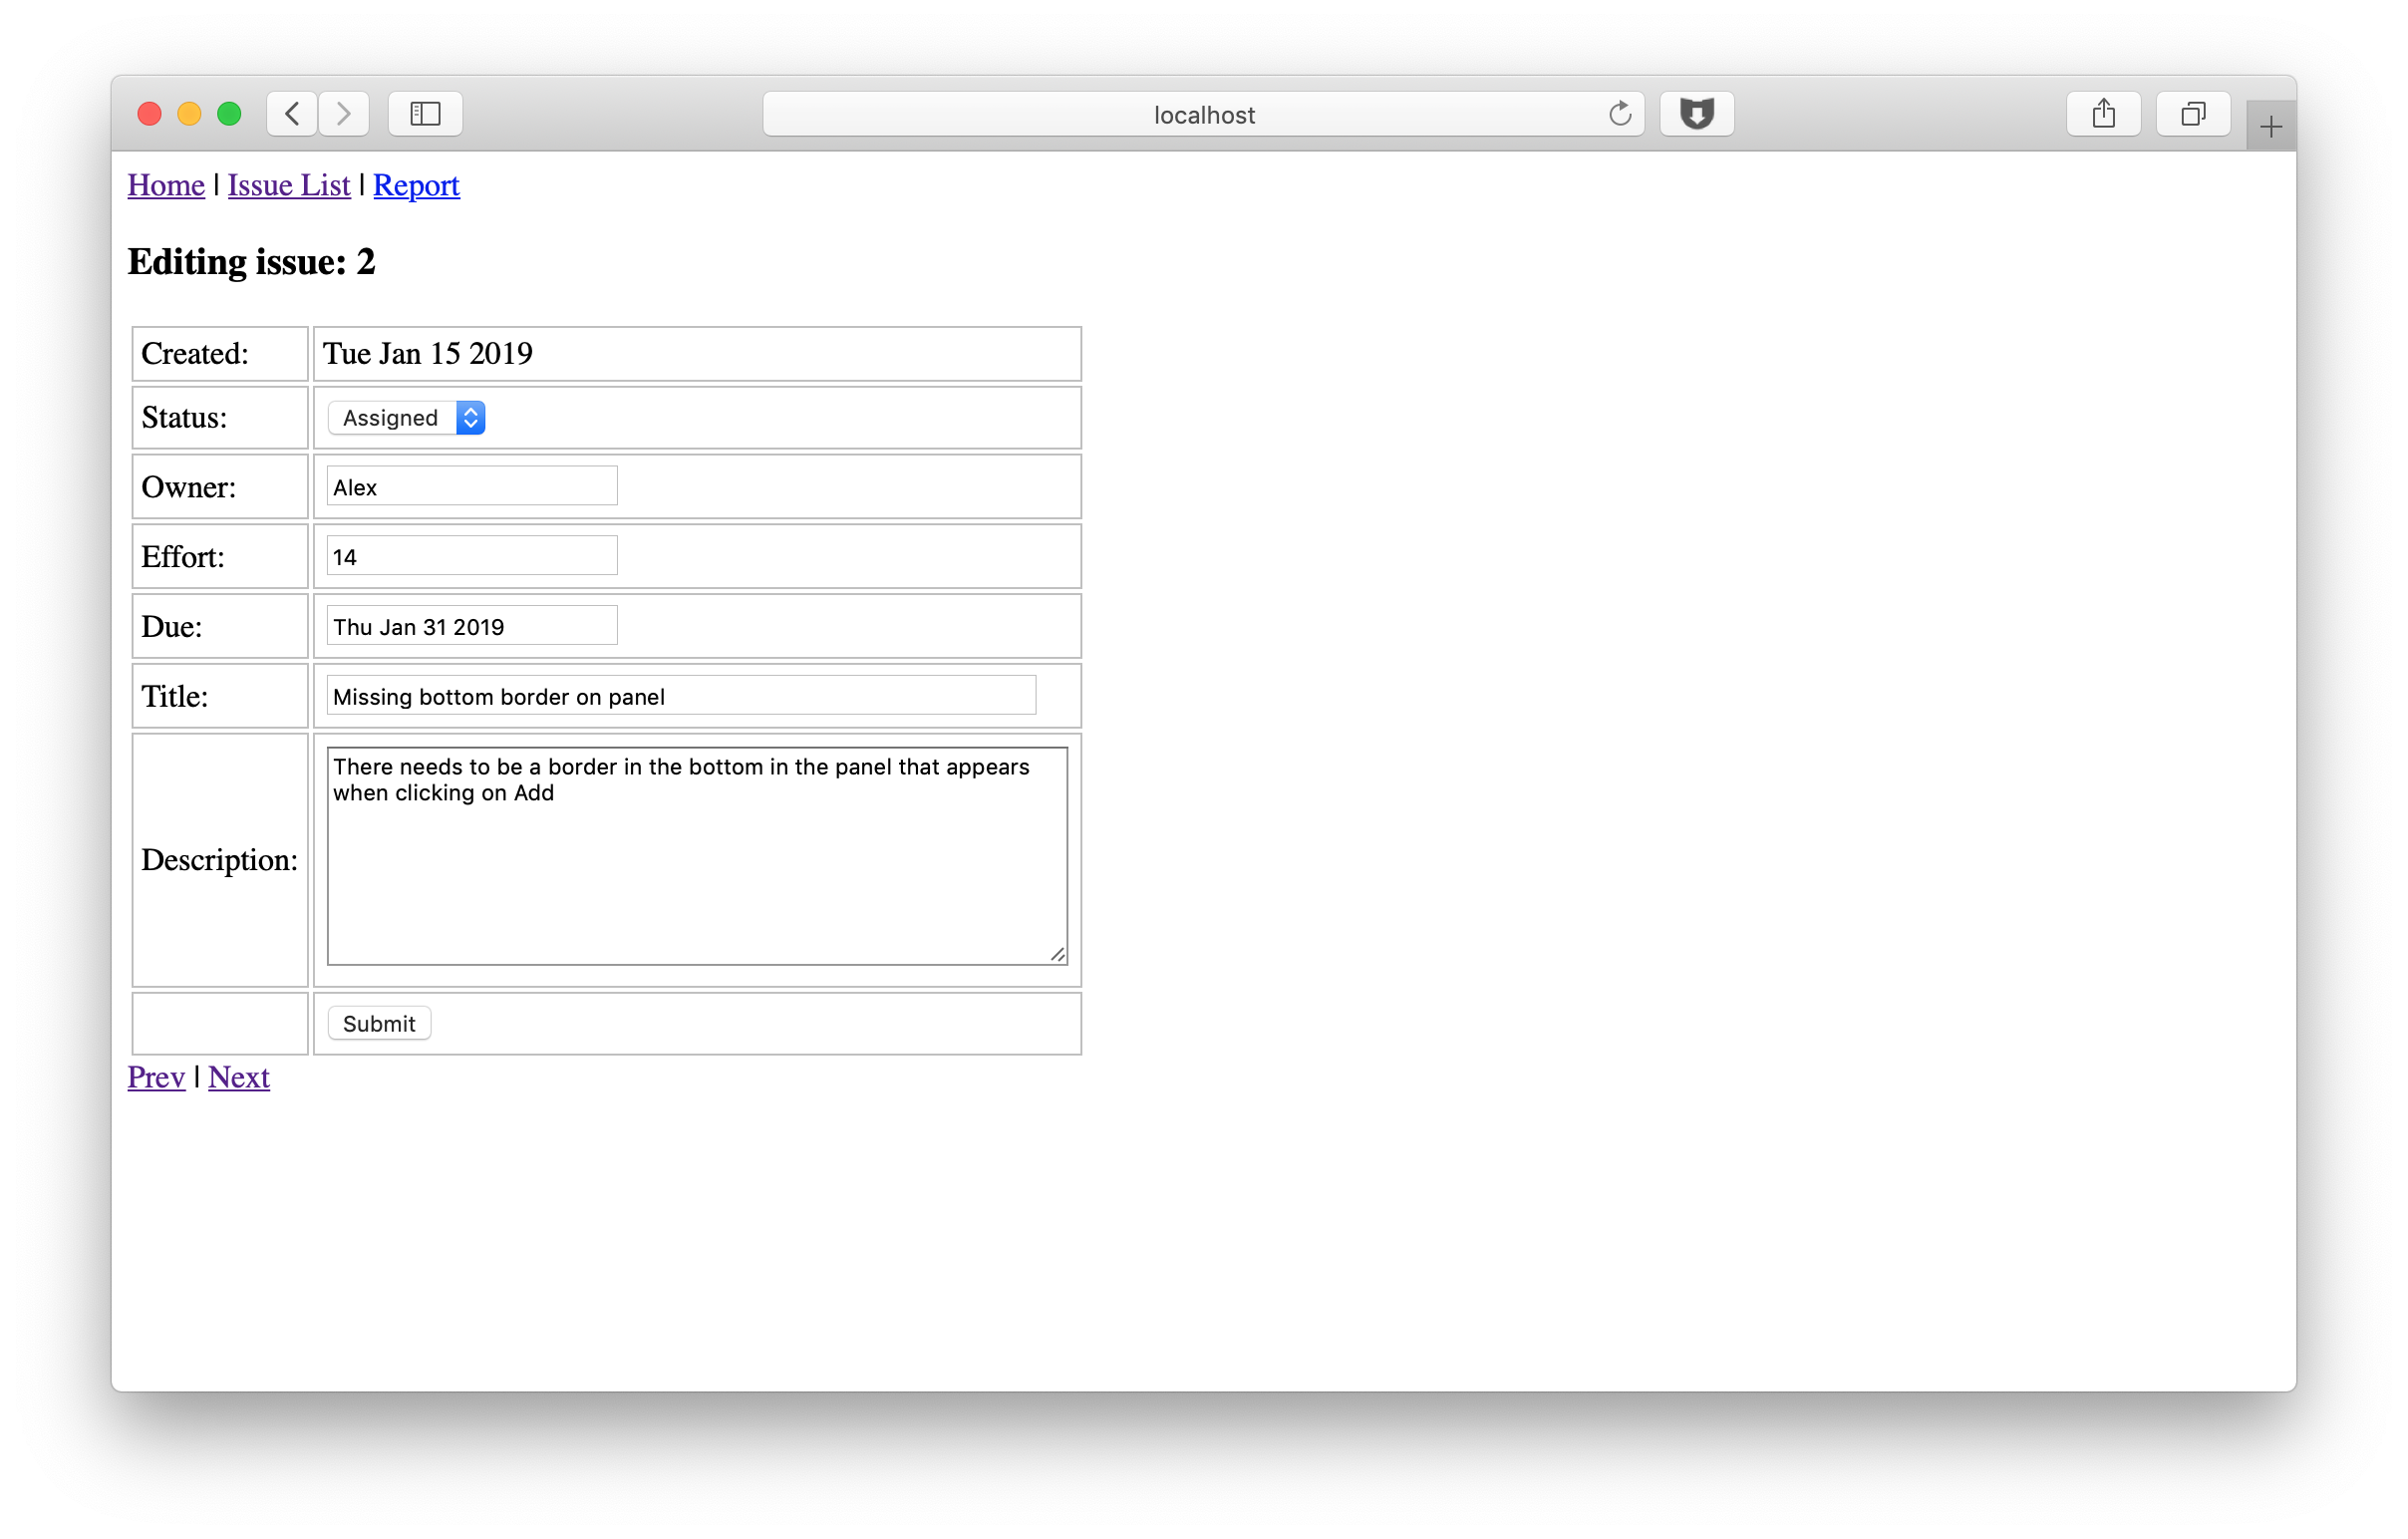 localhost
Home | Issue List | Report
Editing issue: 2
Created: Tue Jan 15 2019
Status: Assigned
Owner: Alex
Effort: 14
Due: Thu Jan 31 2019
Title: Missing bottom border on panel
There needs to be a border in the bottom in the panel that appears
when clicking on Add
Description:
Submit
Prev | Next